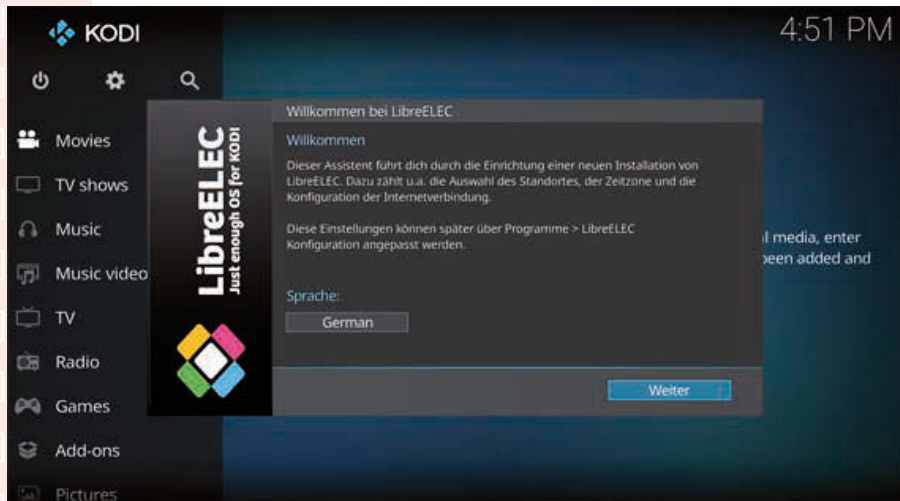 KODI
4:51 PM
Movies
TV shows
Music
Music video
TV
Radio
Games
Add-ons
Pictures
LibreELEC
Just enough OS for KODI
Willkommen bei LibreELEC
Willkommen
Dieser Assistent führt dich durch die Einrichtung einer neuen Installation von
LibreELEC. Dazu zählt u.a. die Auswahl des Standortes, der Zeitzone und die
Konfiguration der Internetverbindung.
Diese Einstellungen können später über Programme > LibreELEC
Konfiguration angepasst werden.
Sprache:
German
Weiter
l media, enter
been added and